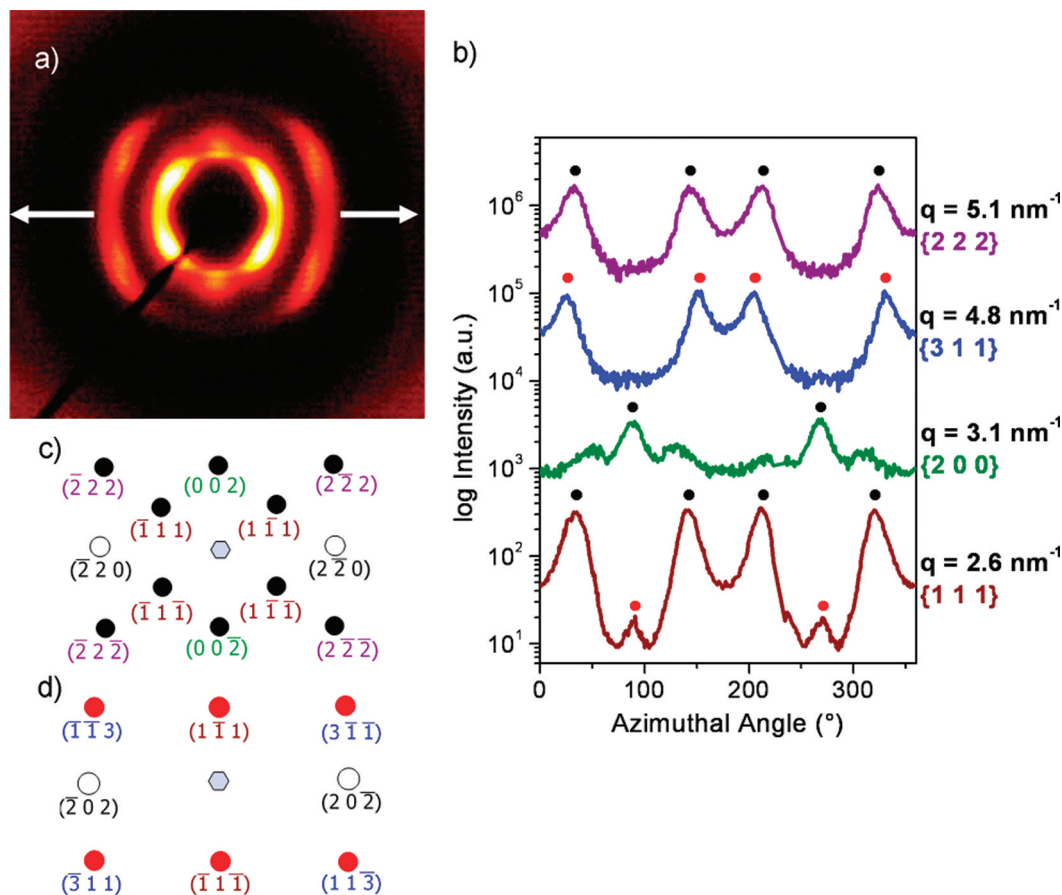 a)
b)
log Intensity (a.u.)
10⁶
10⁵
10⁴
10³
10²
10¹
0 100 200 300
Azimuthal Angle (°)
q = 5.1 nm⁻¹
{2 2 2}
q = 4.8 nm⁻¹
{3 1 1}
q = 3.1 nm⁻¹
{2 0 0}
q = 2.6 nm⁻¹
{1 1 1}
c)
(2̅ 2 2) (0 0 2) (2 2̅ 2)
(1̅ 1 1) (1 1̅ 1)
(2̅ 2 0) (2 2̅ 0)
(1̅ 1 1̅) (1 1̅ 1̅)
(2̅ 2 2̅) (0 0 2̅) (2 2̅ 2̅)
d)
(1̅ 1̅ 3) (1 1̅ 1) (3 1̅ 1̅)
(2̅ 0 2) (2 0 2̅)
(3̅ 1 1) (1̅ 1 1̅) (1 1 3̅)